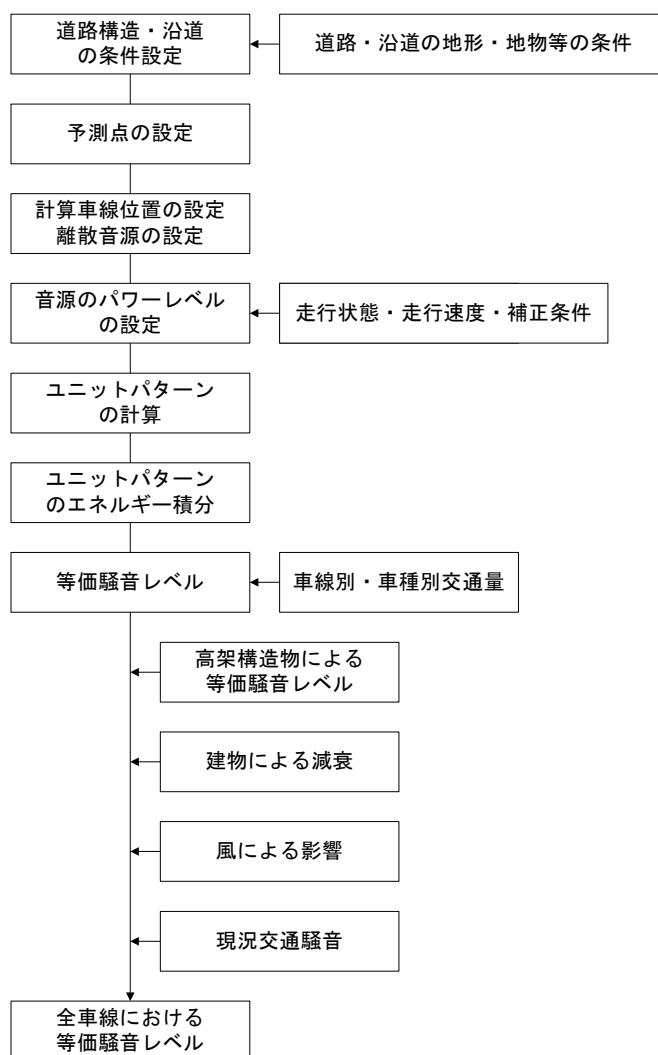 道路構造・沿道
の条件設定
道路・沿道の地形・地物等の条件
予測点の設定
計算車線位置の設定
離散音源の設定
音源のパワーレベル
の設定
走行状態・走行速度・補正条件
ユニットパターン
の計算
ユニットパターン
のエネルギー積分
等価騒音レベル
車線別・車種別交通量
高架構造物による
等価騒音レベル
建物による減衰
風による影響
現況交通騒音
全車線における
等価騒音レベル